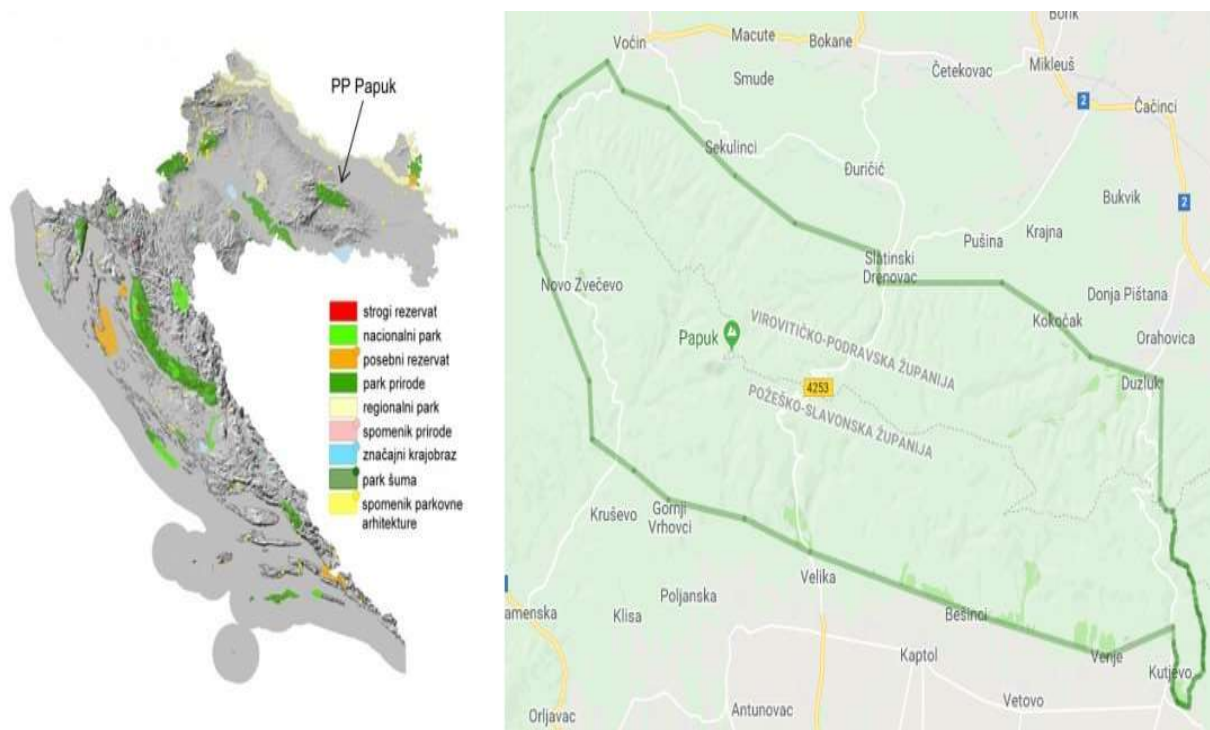 PP Papuk
strogi rezervat
nacionalni park
posebni rezervat
park prirode
regionalni park
spomenik prirode
značajni krajobraz
park šuma
spomenik parkovne
arhitekture
Voćin
Macute
Bokane
Borik
Mikleuš
Četekovac
Smude
2
Čačinci
Sekulinci
Đuričić
Bukvik
2
Krajna
Pušina
Slatinski
Drenovac
Novo Zvečevo
Donja Pištana
Kokočak
Orahovica
Papuk
VIROVITIČKO-PODRAVSKA ŽUPANIJA
4253
Duzluk
POŽEŠKO-SLAVONSKA ŽUPANIJA
Kruševo
Gornji
Vrhovci
Velika
Poljanska
amenska
Klisa
Bešinci
Kaptol
Venje
Kutjevo
Vetovo
Antunovac
Orljavac